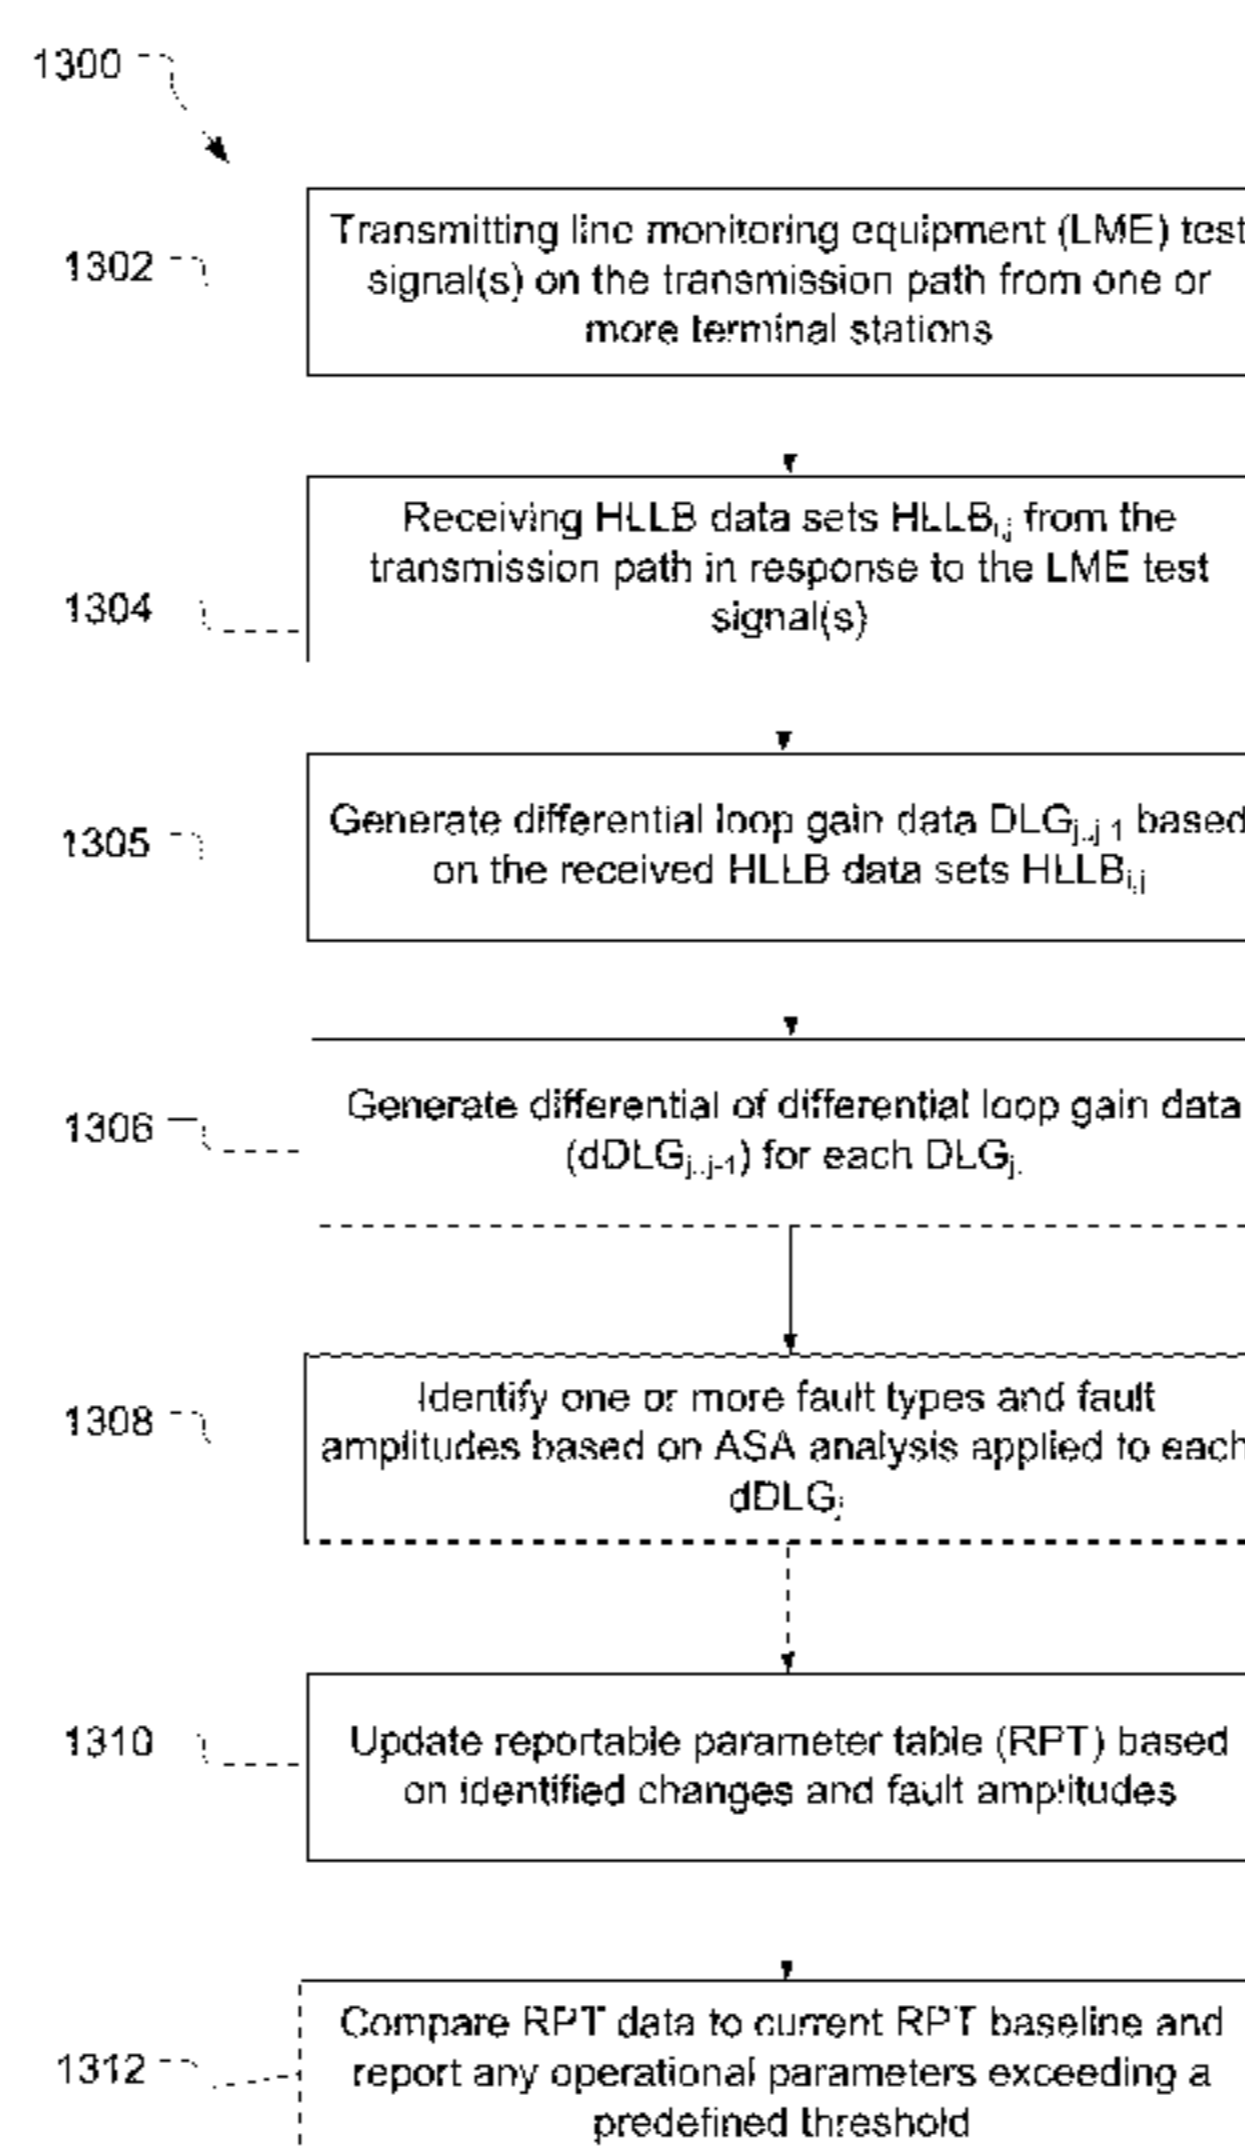 1300
1302
Transmitting line monitoring equipment (LME) test
signal(s) on the transmission path from one or
more terminal stations
1304
Receiving HLLB data sets HLLBi,j from the
transmission path in response to the LME test
signal(s)
1305
Generate differential loop gain data DLGj..j-1 based
on the received HLLB data sets HLLBi,j
1306
Generate differential of differential loop gain data
(dDLGj..j-1) for each DLGj.
1308
Identify one or more fault types and fault
amplitudes based on ASA analysis applied to each
dDLGj
1310
Update reportable parameter table (RPT) based
on identified changes and fault amplitudes
1312
Compare RPT data to current RPT baseline and
report any operational parameters exceeding a
predefined threshold